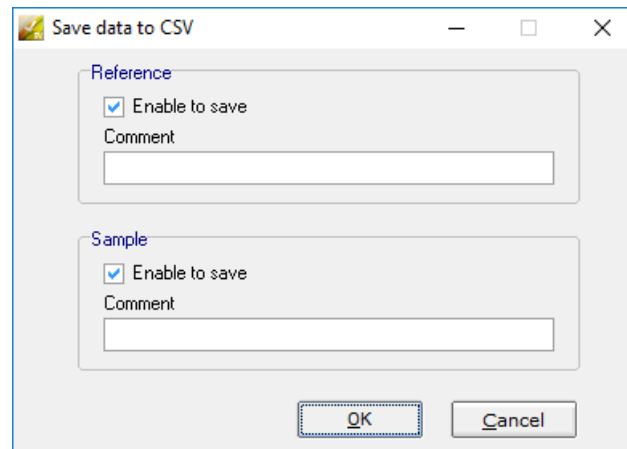 Save data to CSV
Reference
Enable to save
Comment
Sample
Enable to save
Comment
OK
Cancel